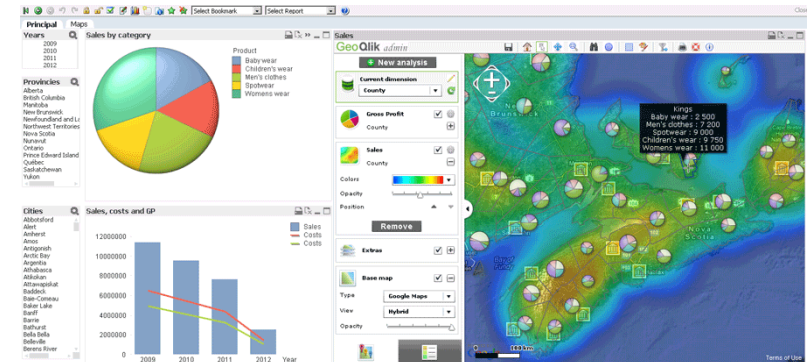 Select Bookmark
Select Report
Clea
Principal
Maps
Years
2009
2010
2011
2012
Provinces
Alberta
British Columbia
Manitoba
New Brunswick
Newfoundland and La
Northwest Territories
Nova Scotia
Nunavut
Ontario
Prince Edward Island
Québec
Saskatchewan
Yukon
Cities
Abbotsford
Alert
Amherst
Amos
Antigonish
Arctic Bay
Argentia
Athabasca
Atikokan
Attawapiskat
Baddeck
Baie-Comeau
Baker Lake
Banff
Barrie
Bathurst
Bella Bella
Belleville
Berens River
Sales by category
Product
Baby wear
Children's wear
Men's clothes
Spotwear
Womens wear
Sales, costs and GP
Sales
Costs
Costs
12000000
10000000
8000000
6000000
4000000
2000000
0
2009
2010
2011
2012
Year
Sales
GeoQlik admin
New analysis
Current dimension
County
Gross Profit
County
Sales
County
Colors
Opacity
Position
Remove
Extras
Base map
Type
Google Maps
View
Hybrid
Opacity
Kings
Baby wear : 2 500
Men's clothes : 7 200
Spotwear : 9 000
Children's wear : 9 750
Womens wear : 11 000
New
Brunswick
Nova
Scotia
100 km
Terms of Use